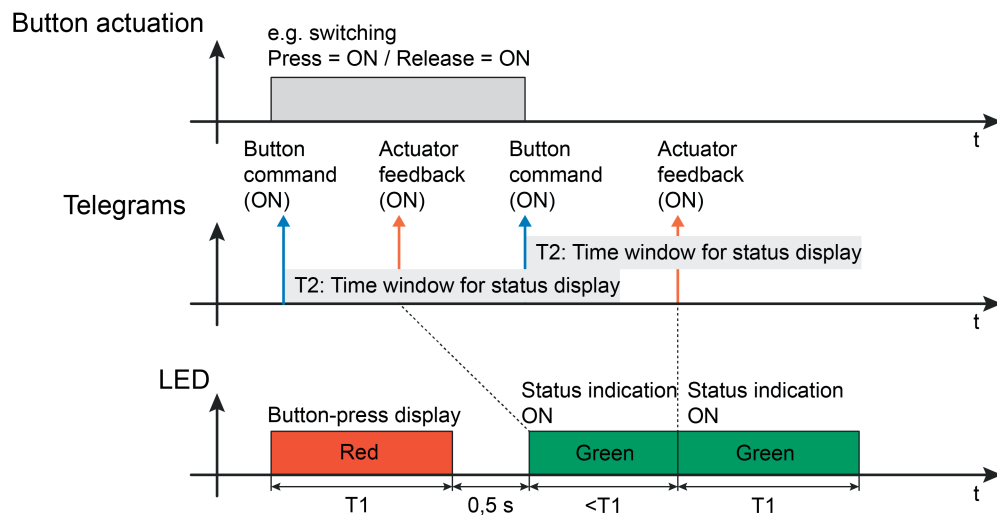 Button actuation
e.g. switching
Press = ON / Release = ON
t
Button
command
(ON)
Actuator
feedback
(ON)
Button
command
(ON)
Actuator
feedback
(ON)
Telegrams
T2: Time window for status display
T2: Time window for status display
t
LED
Button-press display
Status indication
ON
Status indication
ON
Red
Green
Green
t
T1
0,5 s
<T1
T1